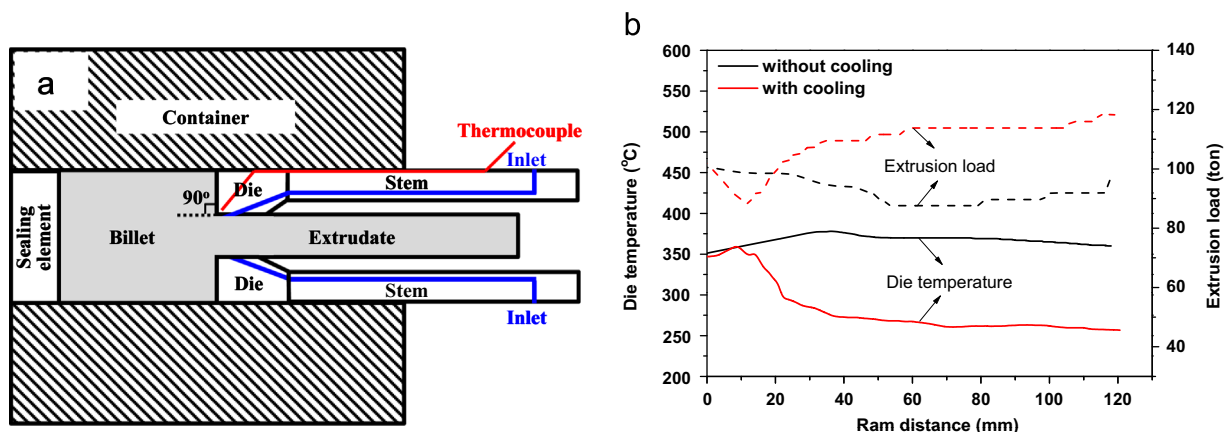 a
Container
Thermocouple
Inlet
Die
Stem
90°
Sealing
element
Billet
Extrudate
Die
Stem
Inlet
b
without cooling
with cooling
Extrusion load
Die temperature
600
550
500
450
400
350
300
250
200
Die temperature (°C)
140
120
100
80
60
40
Extrusion load (ton)
0 20 40 60 80 100 120
Ram distance (mm)